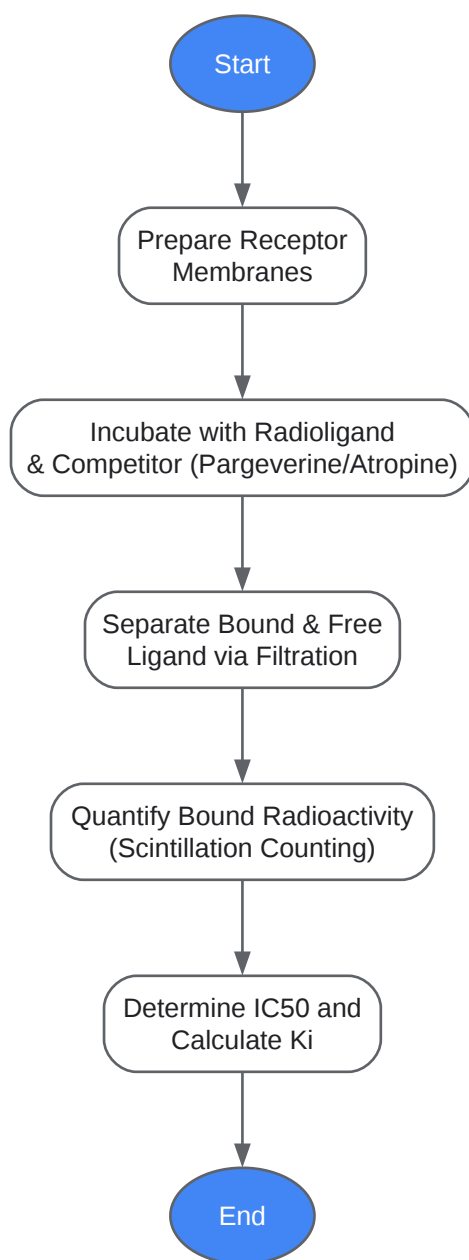 Start
Prepare Receptor
Membranes
Incubate with Radioligand
& Competitor (Pargeverine/Atropine)
Separate Bound & Free
Ligand via Filtration
Quantify Bound Radioactivity
(Scintillation Counting)
Determine IC50 and
Calculate Ki
End